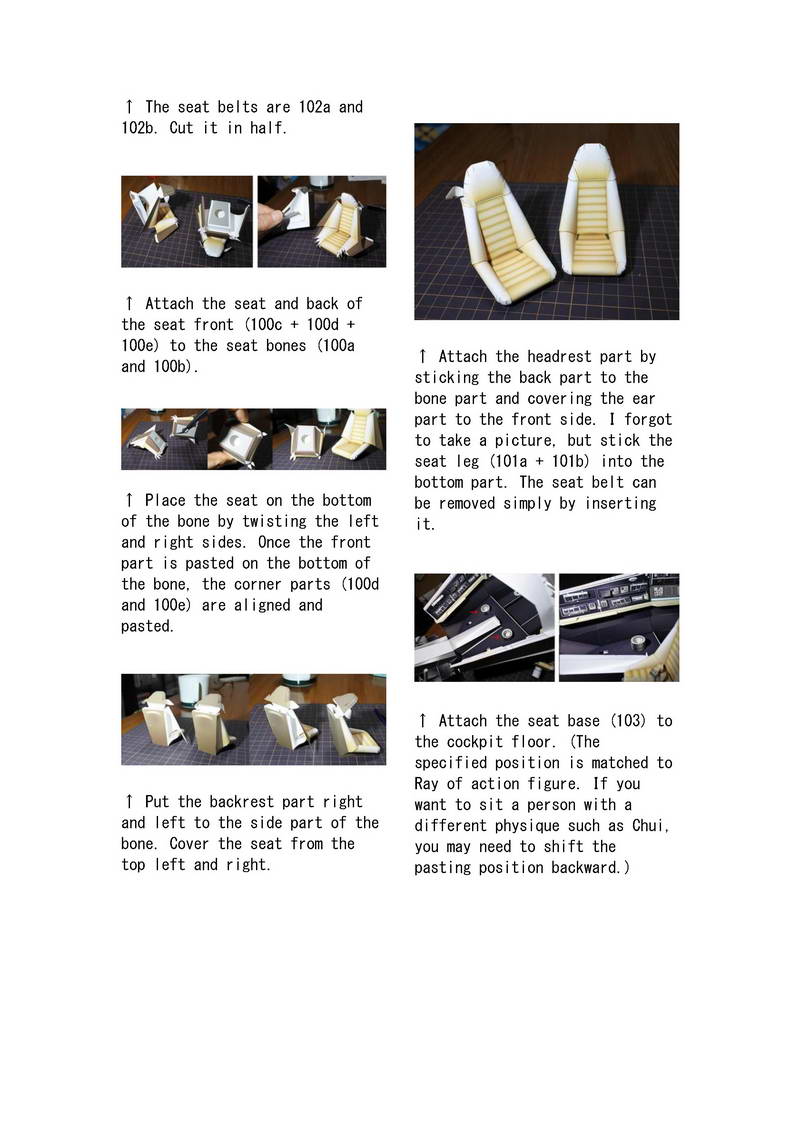 ↑ The seat belts are 102a and
102b. Cut it in half.
↑ Attach the seat and back of
the seat front (100c + 100d +
100e) to the seat bones (100a
and 100b).
↑ Place the seat on the bottom
of the bone by twisting the left
and right sides. Once the front
part is pasted on the bottom of
the bone, the corner parts (100d
and 100e) are aligned and
pasted.
↑ Put the backrest part right
and left to the side part of the
bone. Cover the seat from the
top left and right.
↑ Attach the headrest part by
sticking the back part to the
bone part and covering the ear
part to the front side. I forgot
to take a picture, but stick the
seat leg (101a + 101b) into the
bottom part. The seat belt can
be removed simply by inserting
it.
↑ Attach the seat base (103) to
the cockpit floor. (The
specified position is matched to
Ray of action figure. If you
want to sit a person with a
different physique such as Chui,
you may need to shift the
pasting position backward.)